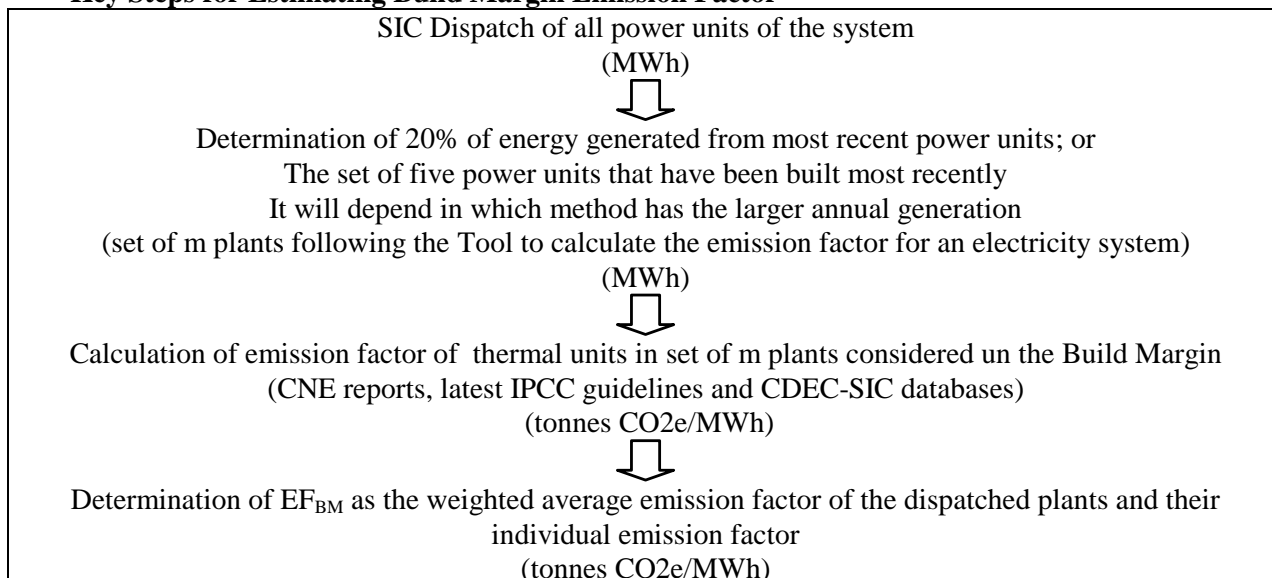 Key Steps for Estimating Build Margin Emission Factor
SIC Dispatch of all power units of the system
(MWh)
Determination of 20% of energy generated from most recent power units; or
The set of five power units that have been built most recently
It will depend in which method has the larger annual generation
(set of m plants following the Tool to calculate the emission factor for an electricity system)
(MWh)
Calculation of emission factor of thermal units in set of m plants considered un the Build Margin
(CNE reports, latest IPCC guidelines and CDEC-SIC databases)
(tonnes CO2e/MWh)
Determination of EFBM as the weighted average emission factor of the dispatched plants and their
individual emission factor
(tonnes CO2e/MWh)